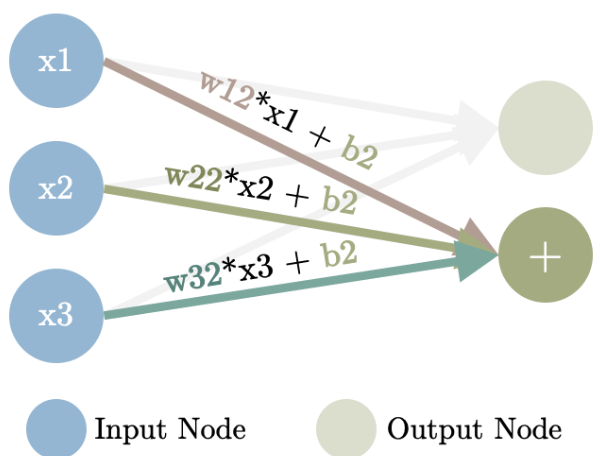 x1
w12*x1 + b2
x2
w22*x2 + b2
+
w32*x3 + b2
x3
Input Node
Output Node